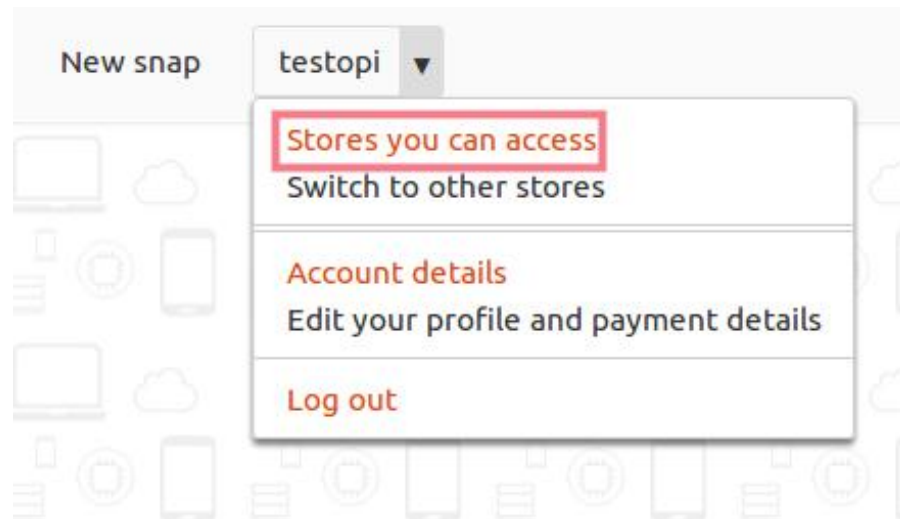 New snap testopi ▼
Stores you can access
Switch to other stores
Account details
Edit your profile and payment details
Log out